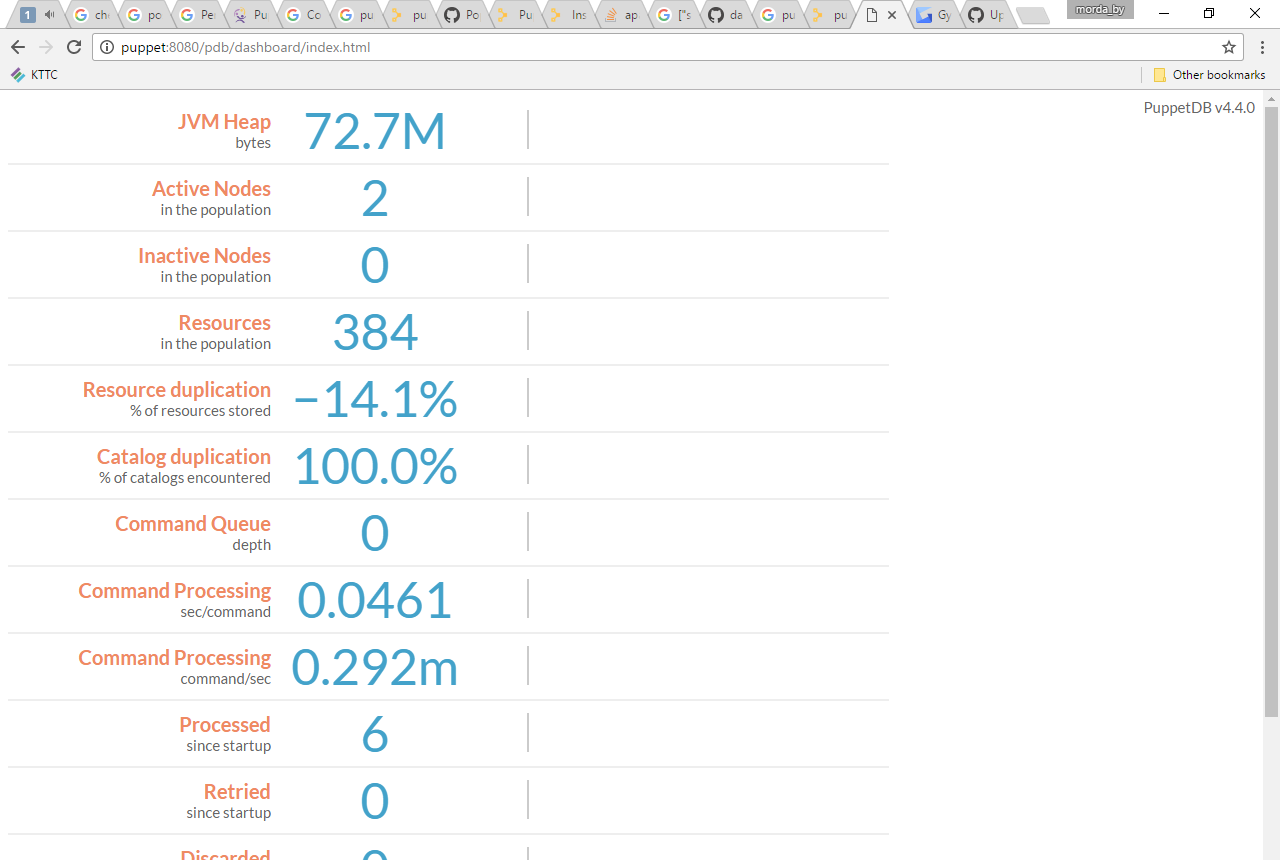 1 ch po Pe Pu Co pu pu Po Pu Ins ap ["s da pu pu Gy Up morda_by
puppet:8080/pdb/dashboard/index.html
KTTC Other bookmarks
PuppetDB v4.4.0
JVM Heap 72.7M
bytes
Active Nodes 2
in the population
Inactive Nodes 0
in the population
Resources 384
in the population
Resource duplication −14.1%
% of resources stored
Catalog duplication 100.0%
% of catalogs encountered
Command Queue 0
depth
Command Processing 0.0461
sec/command
Command Processing 0.292m
command/sec
Processed 6
since startup
Retried 0
since startup
Discarded 0